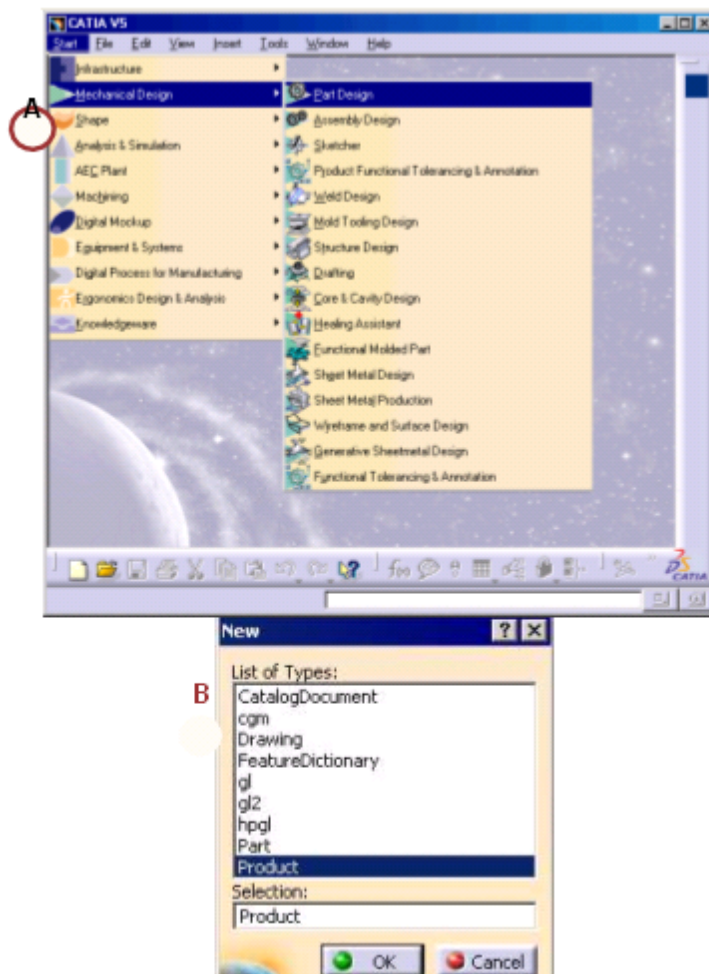 CATIA V5
Start File Edit View Insert Tools Window Help
Infrastructure
Mechanical Design
A
Shape
Analysis & Simulation
AEC Plant
Machining
Digital Mockup
Equipment & Systems
Digital Process for Manufacturing
Ergonomics Design & Analysis
Knowledgeware
Part Design
Assembly Design
Sketcher
Product Functional Tolerancing & Annotation
Weld Design
Mold Tooling Design
Structure Design
Drafting
Core & Cavity Design
Healing Assistant
Functional Molded Part
Sheet Metal Design
Sheet Metal Production
Wireframe and Surface Design
Generative Sheetmetal Design
Functional Tolerancing & Annotation
CATIA
New
List of Types:
B
CatalogDocument
cgm
Drawing
FeatureDictionary
gl
gl2
hpgl
Part
Product
Selection:
Product
OK Cancel